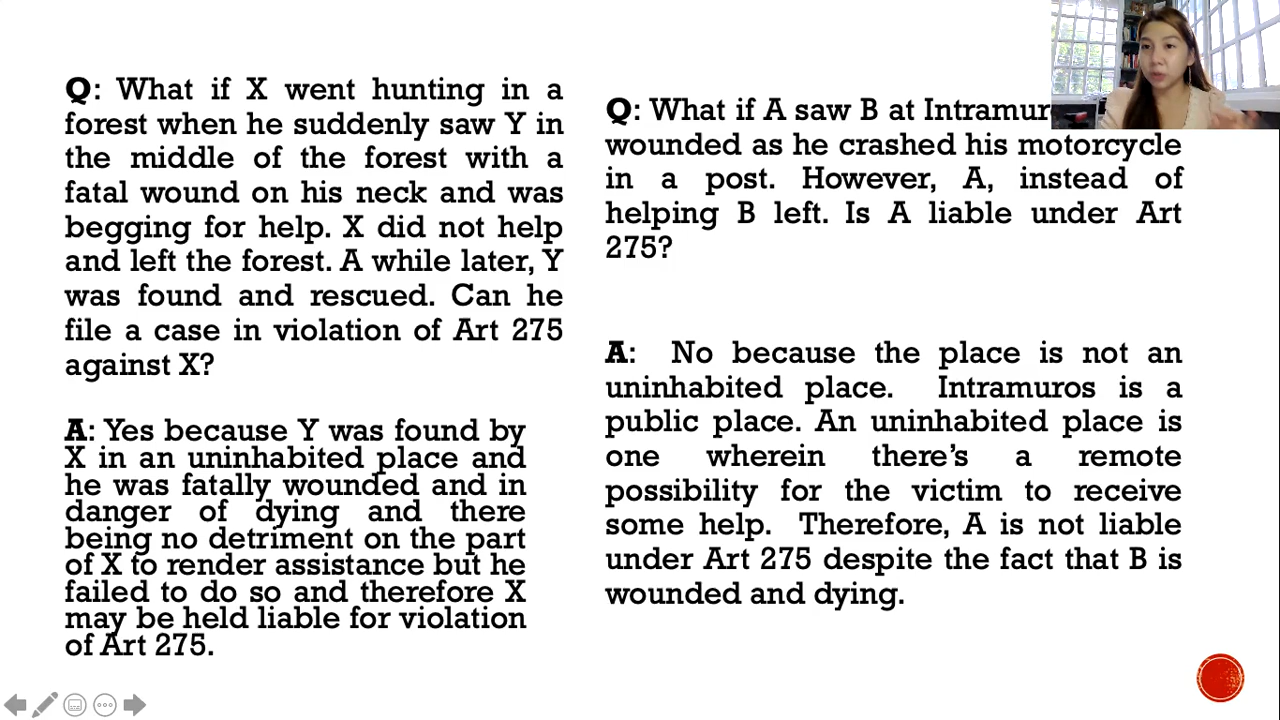 Q: What if X went hunting in a
forest when he suddenly saw Y in
the middle of the forest with a
fatal wound on his neck and was
begging for help. X did not help
and left the forest. A while later, Y
was found and rescued. Can he
file a case in violation of Art 275
against X?
A: Yes because Y was found by
X in an uninhabited place and
he was fatally wounded and in
danger of dying and there
being no detriment on the part
of X to render assistance but he
failed to do so and therefore X
may be held liable for violation
of Art 275.
Q: What if A saw B at Intramur
wounded as he crashed his motorcycle
in a post. However, A, instead of
helping B left. Is A liable under Art
275?
A: No because the place is not an
uninhabited place. Intramuros is a
public place. An uninhabited place is
one wherein there's a remote
possibility for the victim to receive
some help. Therefore, A is not liable
under Art 275 despite the fact that B is
wounded and dying.